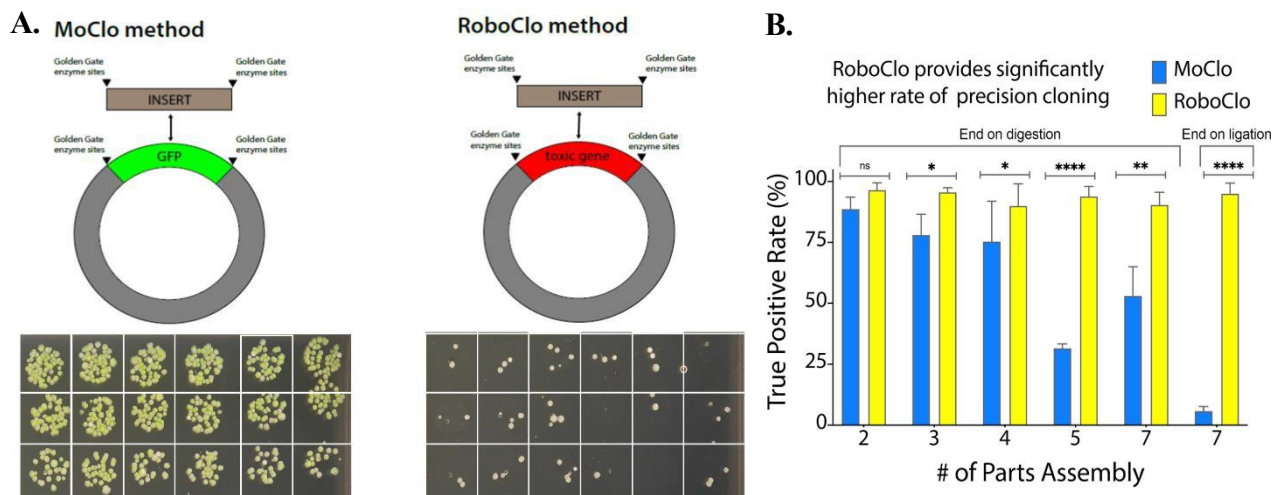 A.
MoClo method
Golden Gate
enzyme sites
Golden Gate
enzyme sites
INSERT
Golden Gate
enzyme sites
Golden Gate
enzyme sites
GFP
RoboClo method
Golden Gate
enzyme sites
Golden Gate
enzyme sites
INSERT
Golden Gate
enzyme sites
Golden Gate
enzyme sites
toxic gene
B.
RoboClo provides significantly
higher rate of precision cloning
MoClo
RoboClo
End on digestion
End on ligation
ns * * **** ** ****
True Positive Rate (%)
100
75
50
25
0
2 3 4 5 7 7
# of Parts Assembly